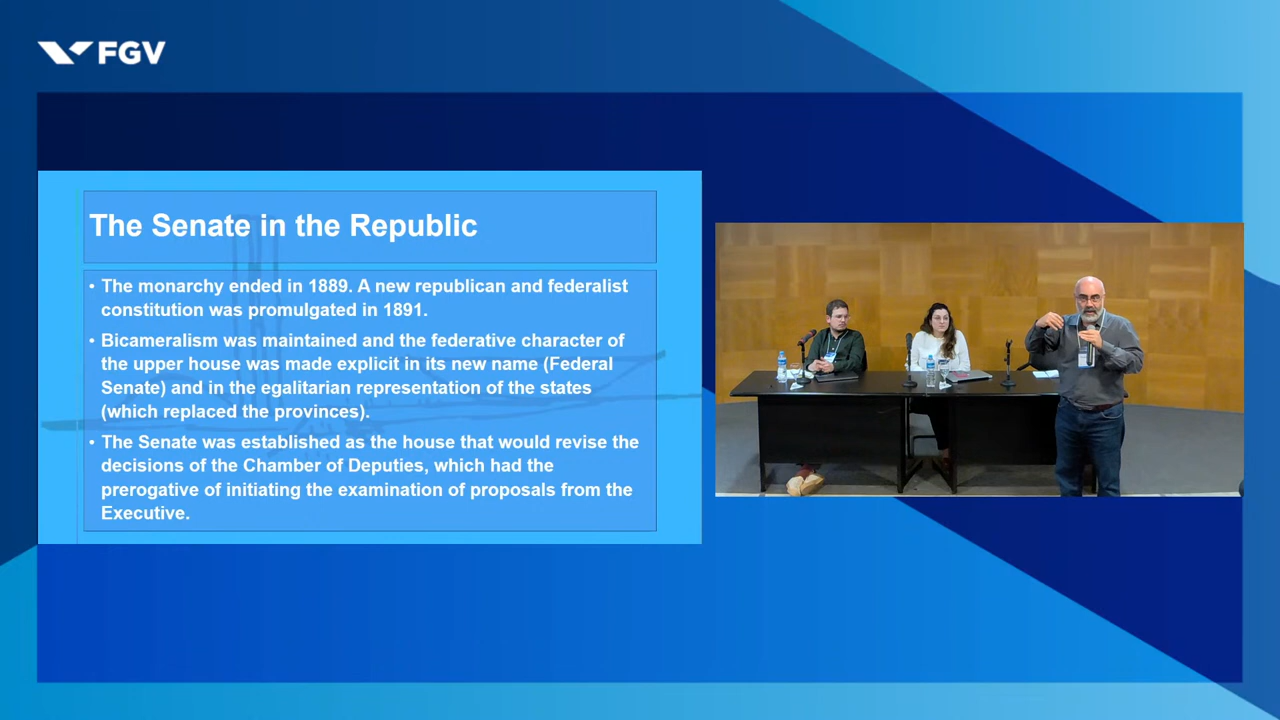 FGV
The Senate in the Republic
• The monarchy ended in 1889. A new republican and federalist
constitution was promulgated in 1891.
• Bicameralism was maintained and the federative character of
the upper house was made explicit in its new name (Federal
Senate) and in the egalitarian representation of the states
(which replaced the provinces).
• The Senate was established as the house that would revise the
decisions of the Chamber of Deputies, which had the
prerogative of initiating the examination of proposals from the
Executive.